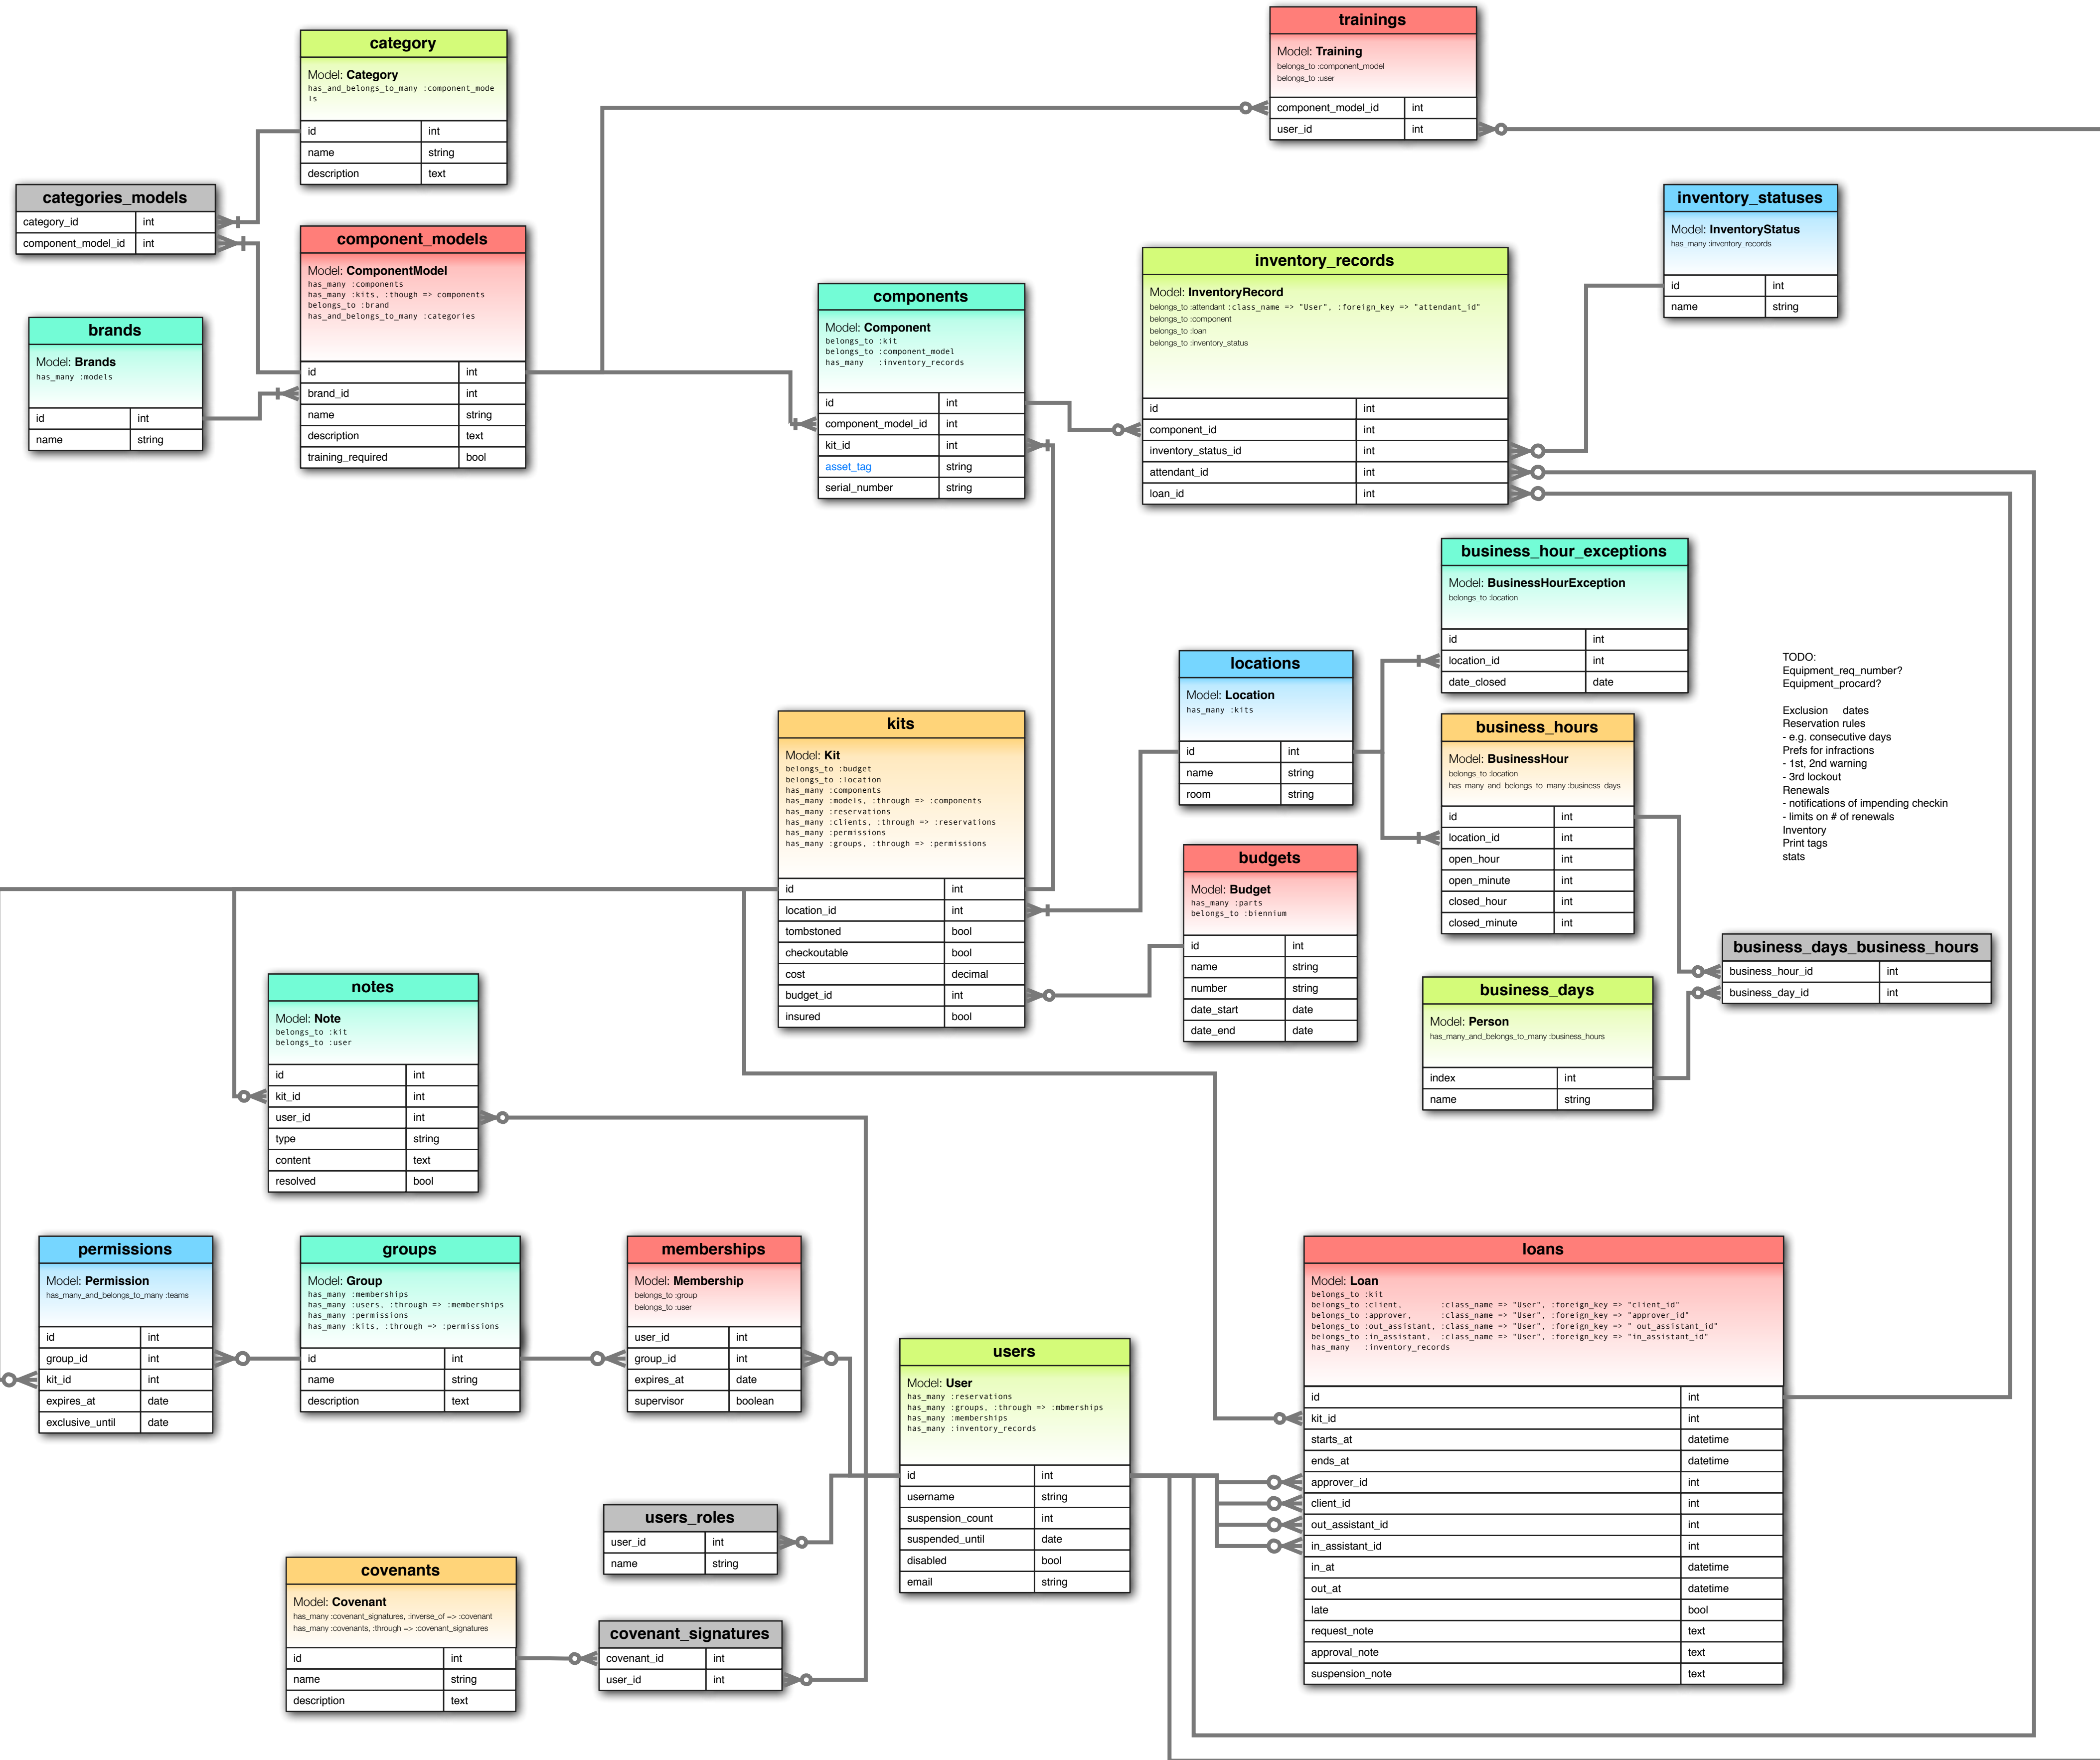 trainings
Model: Training
belongs_to :component_model
belongs_to :user
component_model_id int
user_id int
category
Model: Category
has_and_belongs_to_many :component_mode
ls
id int
name string
description text
categories_models
category_id int
component_model_id int
component_models
Model: ComponentModel
has_many :components
has_many :kits, :though => components
belongs_to :brand
has_and_belongs_to_many :categories
id int
brand_id int
name string
description text
training_required bool
brands
Model: Brands
has_many :models
id int
name string
components
Model: Component
belongs_to :kit
belongs_to :component_model
has_many :inventory_records
id int
component_model_id int
kit_id int
asset_tag string
serial_number string
inventory_records
Model: InventoryRecord
belongs_to :attendant :class_name => "User", :foreign_key => "attendant_id"
belongs_to :component
belongs_to :loan
belongs_to :inventory_status
id int
component_id int
inventory_status_id int
attendant_id int
loan_id int
inventory_statuses
Model: InventoryStatus
has_many :inventory_records
id int
name string
business_hour_exceptions
Model: BusinessHourException
belongs_to :location
id int
location_id int
date_closed date
locations
Model: Location
has_many :kits
id int
name string
room string
business_hours
Model: BusinessHour
belongs_to :location
has_many_and_belongs_to_many :business_days
id int
location_id int
open_hour int
open_minute int
closed_hour int
closed_minute int
TODO:
Equipment_req_number?
Equipment_procard?
Exclusion dates
Reservation rules
- e.g. consecutive days
Prefs for infractions
- 1st, 2nd warning
- 3rd lockout
Renewals
- notifications of impending checkin
- limits on # of renewals
Inventory
Print tags
stats
kits
Model: Kit
belongs_to :budget
belongs_to :location
has_many :components
has_many :models, :through => :components
has_many :reservations
has_many :clients, :through => :reservations
has_many :permissions
has_many :groups, :through => :permissions
id int
location_id int
tombstoned bool
checkoutable bool
cost decimal
budget_id int
insured bool
budgets
Model: Budget
has_many :parts
belongs_to :biennium
id int
name string
number string
date_start date
date_end date
business_days_business_hours
business_hour_id int
business_day_id int
business_days
Model: Person
has_many_and_belongs_to_many :business_hours
index int
name string
notes
Model: Note
belongs_to :kit
belongs_to :user
id int
kit_id int
user_id int
type string
content text
resolved bool
permissions
Model: Permission
has_many_and_belongs_to_many :teams
id int
group_id int
kit_id int
expires_at date
exclusive_until date
groups
Model: Group
has_many :memberships
has_many :users, :through => :memberships
has_many :permissions
has_many :kits, :through => :permissions
id int
name string
description text
memberships
Model: Membership
belongs_to :group
belongs_to :user
user_id int
group_id int
expires_at date
supervisor boolean
users
Model: User
has_many :reservations
has_many :groups, :through => :mbmerships
has_many :memberships
has_many :inventory_records
id int
username string
suspension_count int
suspended_until date
disabled bool
email string
users_roles
user_id int
name string
covenants
Model: Covenant
has_many :covenant_signatures, :inverse_of => :covenant
has_many :covenants, :through => :covenant_signatures
id int
name string
description text
covenant_signatures
covenant_id int
user_id int
loans
Model: Loan
belongs_to :kit
belongs_to :client, :class_name => "User", :foreign_key => "client_id"
belongs_to :approver, :class_name => "User", :foreign_key => "approver_id"
belongs_to :out_assistant, :class_name => "User", :foreign_key => " out_assistant_id"
belongs_to :in_assistant, :class_name => "User", :foreign_key => "in_assistant_id"
has_many :inventory_records
id int
kit_id int
starts_at datetime
ends_at datetime
approver_id int
client_id int
out_assistant_id int
in_assistant_id int
in_at datetime
out_at datetime
late bool
request_note text
approval_note text
suspension_note text